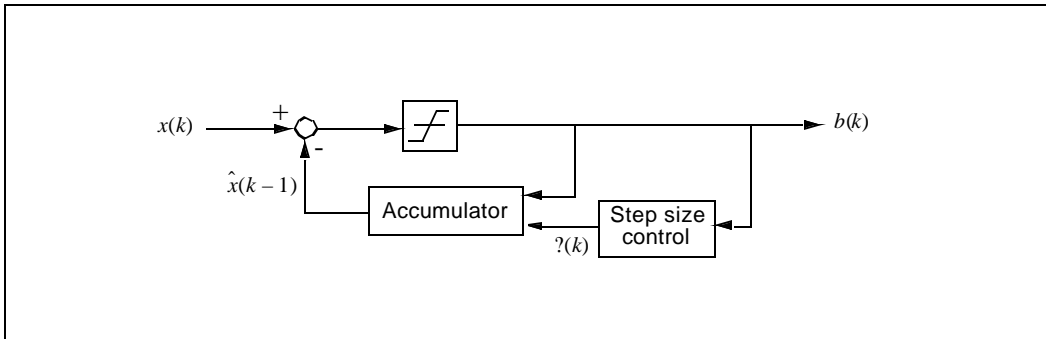 +
x(k)
b(k)
-
x̂(k – 1)
Accumulator
Step size
control
?(k)